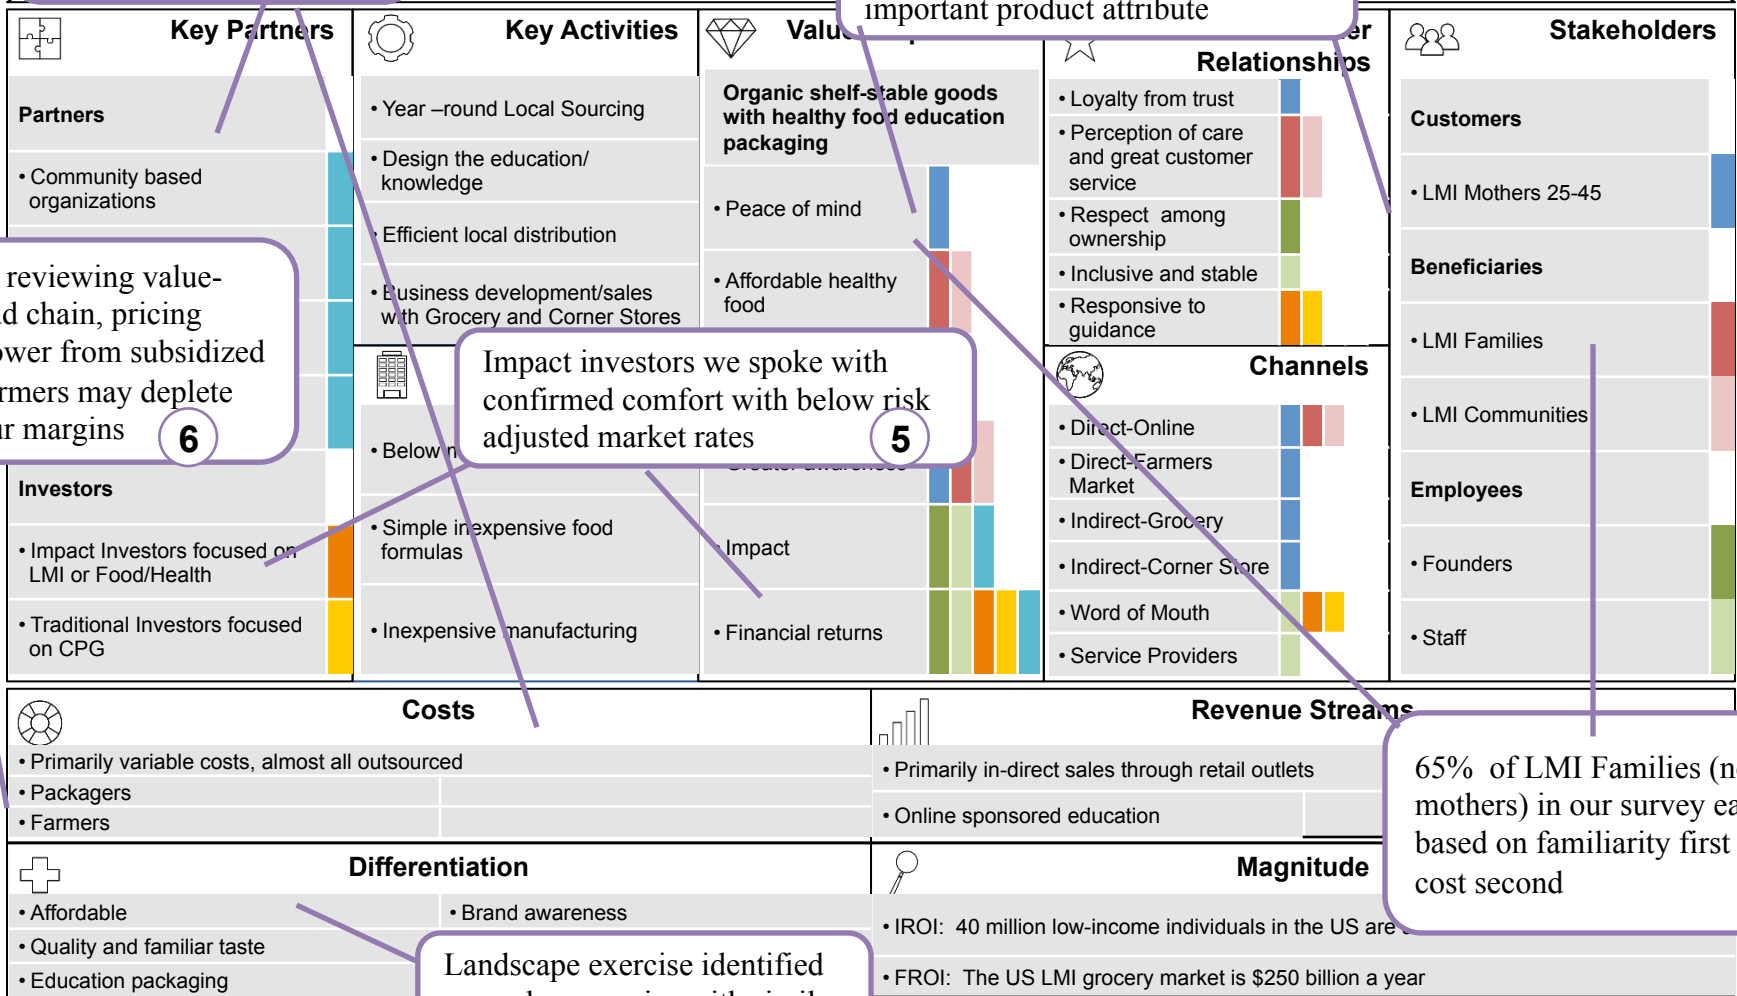 important product attribute
Key Partners
Partners
• Community based
organizations
reviewing value-
chain, pricing
from subsidized
may deplete
margins
6
Investors
• Impact Investors focused on
LMI or Food/Health
• Traditional Investors focused
on CPG
Key Activities
• Year –round Local Sourcing
• Design the education/
knowledge
• Efficient local distribution
• Business development/sales
with Grocery and Corner Stores
• Below
• Simple inexpensive food
formulas
• Inexpensive manufacturing
Impact investors we spoke with
confirmed comfort with below risk
adjusted market rates
5
Organic shelf-stable goods
with healthy food education
packaging
• Peace of mind
• Affordable healthy
food
• Impact
• Financial returns
Relationships
• Loyalty from trust
• Perception of care
and great customer
service
• Respect among
ownership
• Inclusive and stable
• Responsive to
guidance
Channels
• Direct-Online
• Direct-Farmers
Market
• Indirect-Grocery
• Indirect-Corner Store
• Word of Mouth
• Service Providers
Stakeholders
Customers
• LMI Mothers 25-45
Beneficiaries
• LMI Families
• LMI Communities
Employees
• Founders
• Staff
Costs
• Primarily variable costs, almost all outsourced
• Packagers
• Farmers
Revenue Streams
• Primarily in-direct sales through retail outlets
• Online sponsored education
65% of LMI Families
mothers) in our survey
based on familiarity first
cost second
Differentiation
• Affordable
• Brand awareness
• Quality and familiar taste
• Education packaging
Landscape exercise identified
Magnitude
• IROI: 40 million low-income individuals in the US are
• FROI: The US LMI grocery market is $250 billion a year